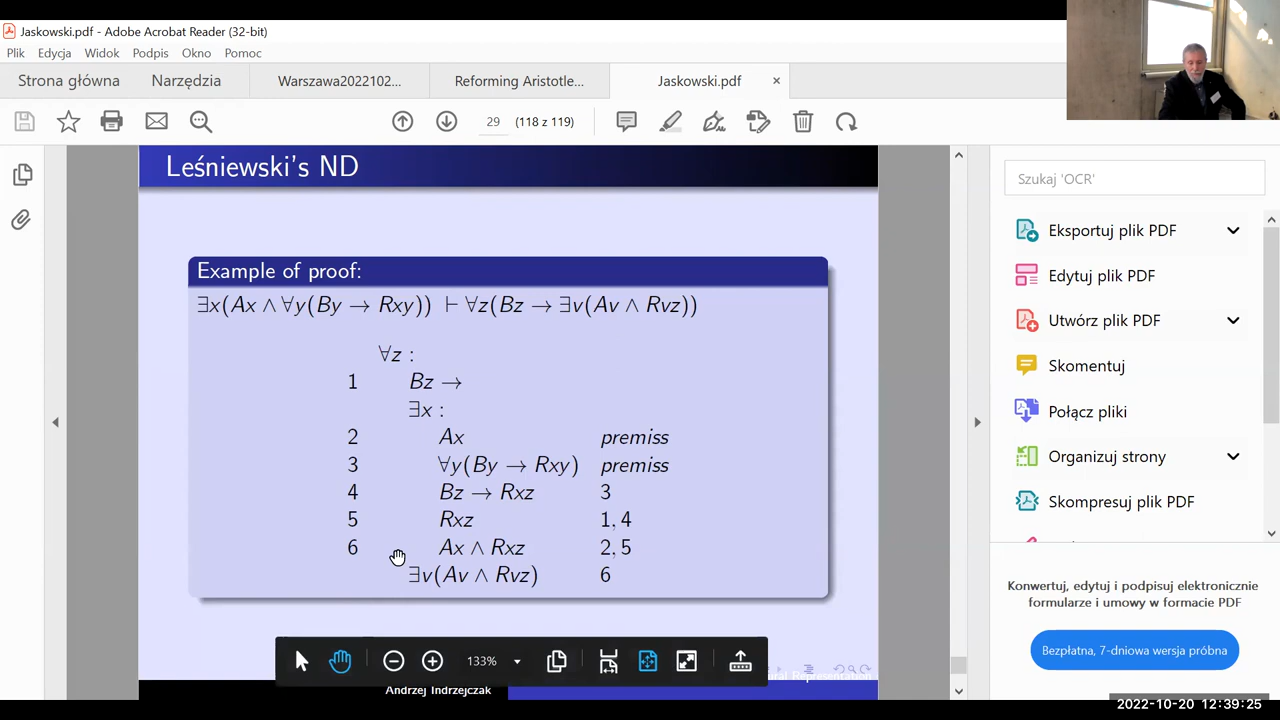 Jaskowski.pdf - Adobe Acrobat Reader (32-bit)
Plik Edycja Widok Podpis Okno Pomoc
Strona główna Narzędzia Warszawa2022102... Reforming Aristotle... Jaskowski.pdf ×
29 (118 z 119)
Leśniewski's ND
Example of proof:
∃x(Ax ∧ ∀y(By → Rxy)) ⊢ ∀z(Bz → ∃v(Av ∧ Rvz))
∀z :
1 Bz →
∃x :
2 Ax premiss
3 ∀y(By → Rxy) premiss
4 Bz → Rxz 3
5 Rxz 1, 4
6 Ax ∧ Rxz 2, 5
∃v(Av ∧ Rvz) 6
133%
Andrzej Indrzejczak
Szukaj 'OCR'
Eksportuj plik PDF
Edytuj plik PDF
Utwórz plik PDF
Skomentuj
Połącz pliki
Organizuj strony
Skompresuj plik PDF
Konwertuj, edytuj i podpisuj elektronicznie
formularze i umowy w formacie PDF
Bezpłatna, 7-dniowa wersja próbna
2022-10-20 12:39:25